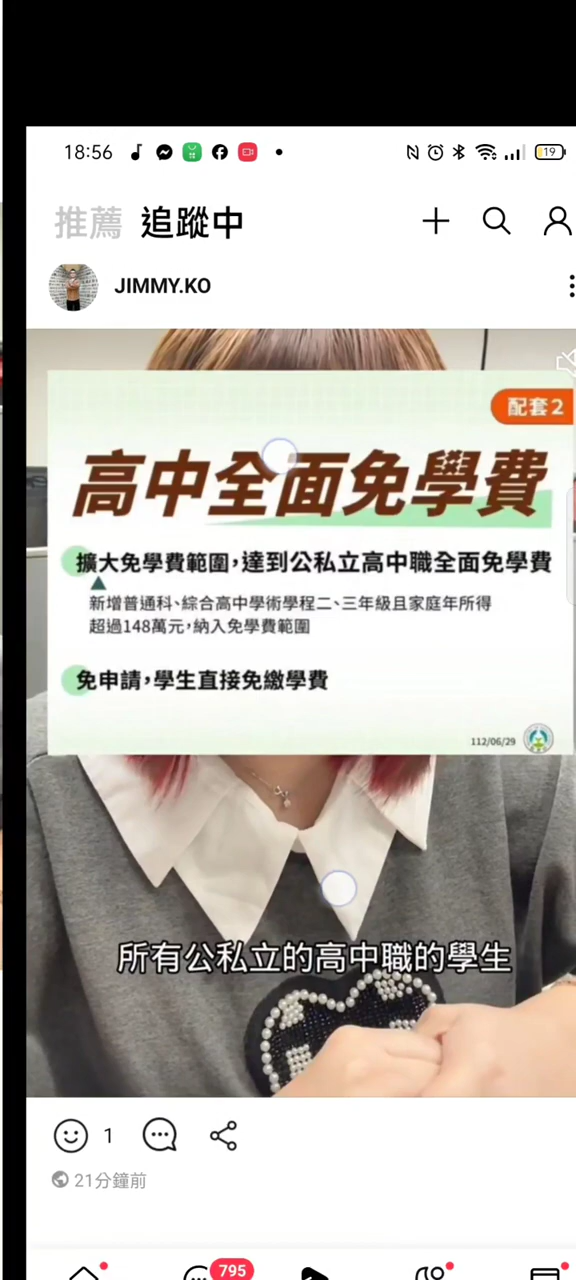 18:56
19
推薦 追蹤中
JIMMY.KO
配套2
高中全面免學費
擴大免學費範圍,達到公私立高中職全面免學費
新增普通科、綜合高中學術學程二、三年級且家庭年所得
超過148萬元,納入免學費範圍
免申請,學生直接免繳學費
112/06/29
所有公私立的高中職的學生
1
21分鐘前
795